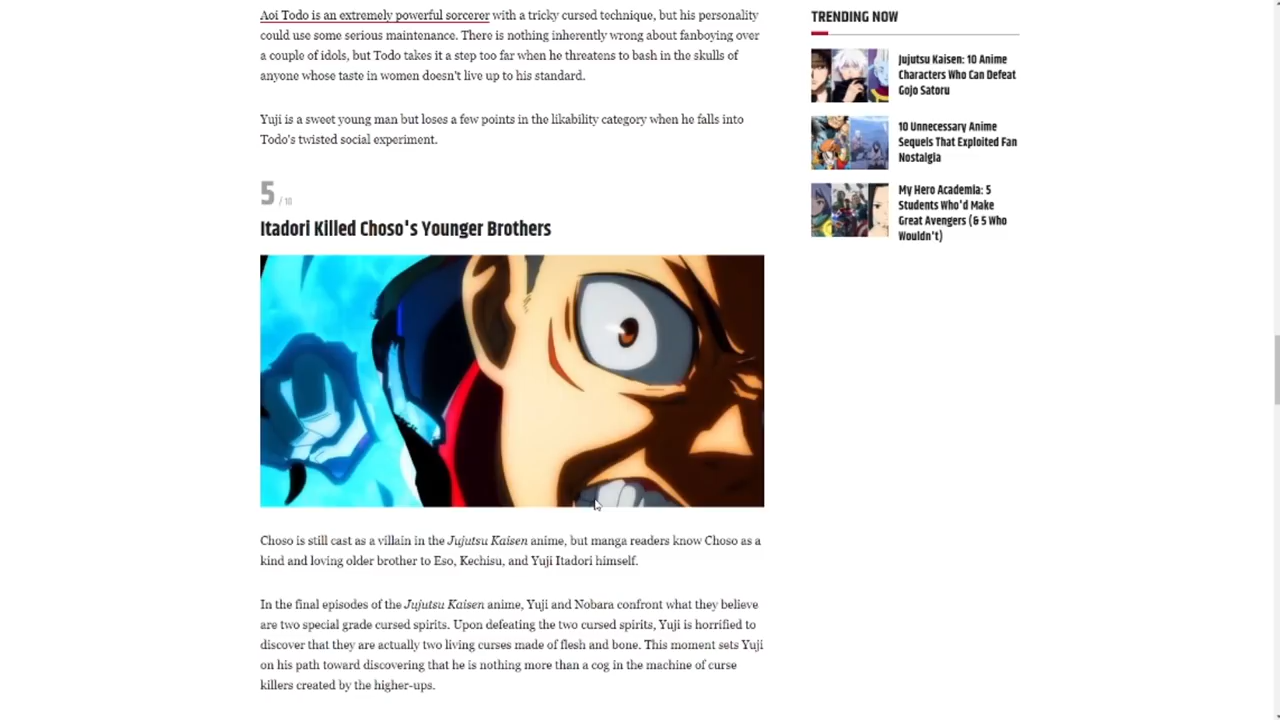 Aoi Todo is an extremely powerful sorcerer with a tricky cursed technique, but his personality
could use some serious maintenance. There is nothing inherently wrong about fanboying over
a couple of idols, but Todo takes it a step too far when he threatens to bash in the skulls of
anyone whose taste in women doesn't live up to his standard.
Yuji is a sweet young man but loses a few points in the likability category when he falls into
Todo's twisted social experiment.
5 / 10
Itadori Killed Choso's Younger Brothers
Choso is still cast as a villain in the Jujutsu Kaisen anime, but manga readers know Choso as a
kind and loving older brother to Eso, Kechisu, and Yuji Itadori himself.
In the final episodes of the Jujutsu Kaisen anime, Yuji and Nobara confront what they believe
are two special grade cursed spirits. Upon defeating the two cursed spirits, Yuji is horrified to
discover that they are actually two living curses made of flesh and bone. This moment sets Yuji
on his path toward discovering that he is nothing more than a cog in the machine of curse
killers created by the higher-ups.
TRENDING NOW
Jujutsu Kaisen: 10 Anime
Characters Who Can Defeat
Gojo Satoru
10 Unnecessary Anime
Sequels That Exploited Fan
Nostalgia
My Hero Academia: 5
Students Who'd Make
Great Avengers (& 5 Who
Wouldn't)